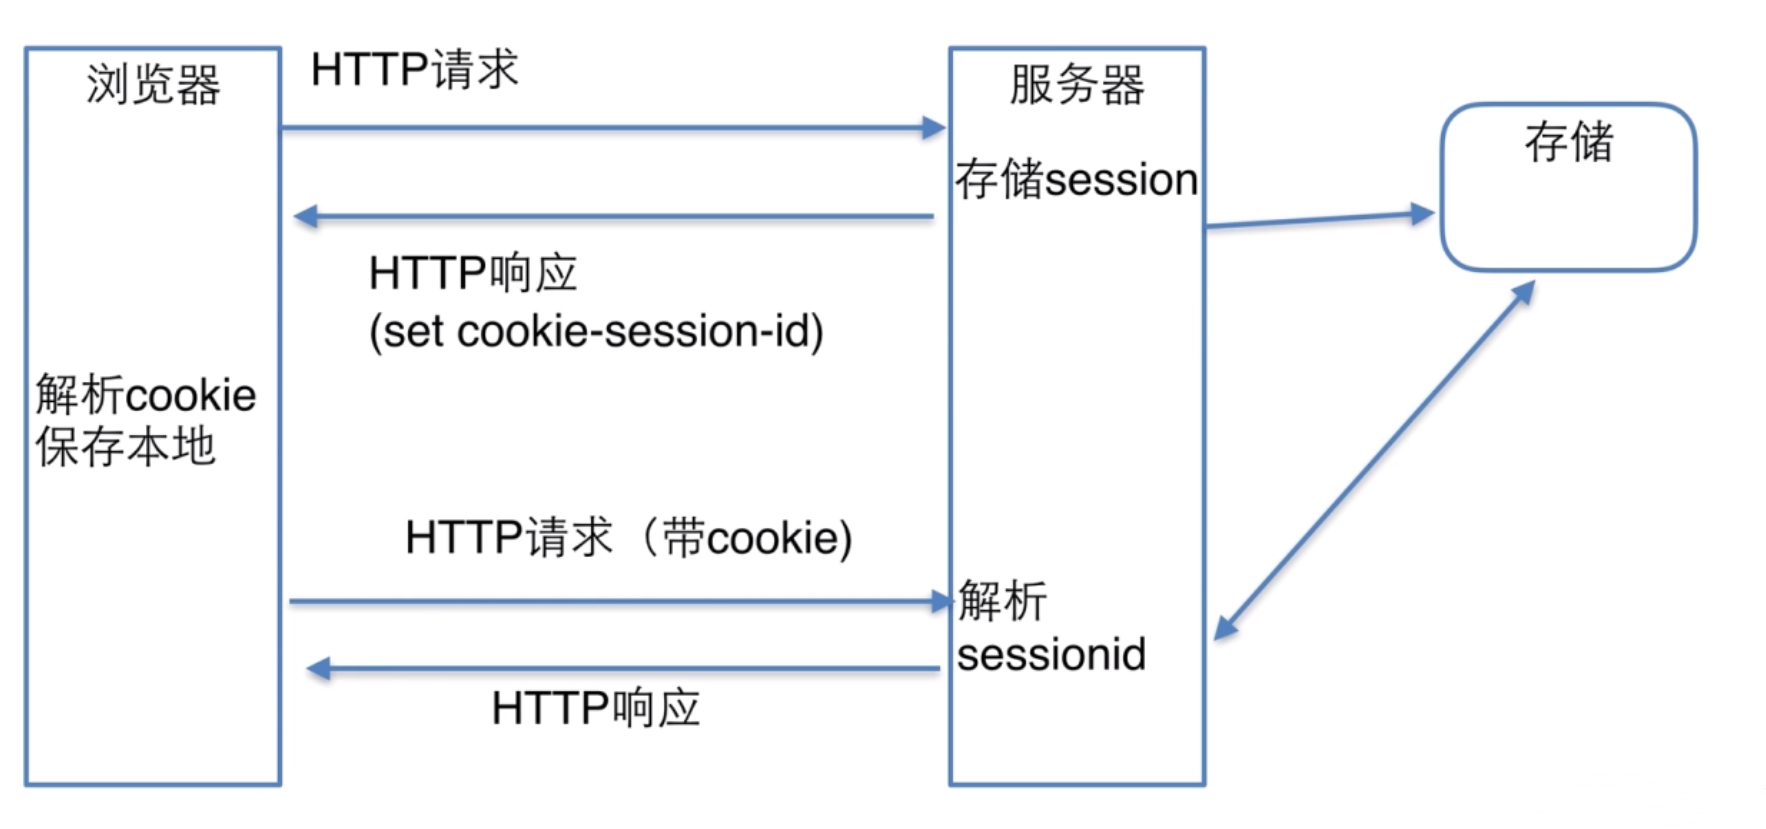 浏览器
HTTP请求
服务器
存储
存储session
HTTP响应
(set cookie-session-id)
解析cookie
保存本地
HTTP请求（带cookie)
解析
sessionid
HTTP响应